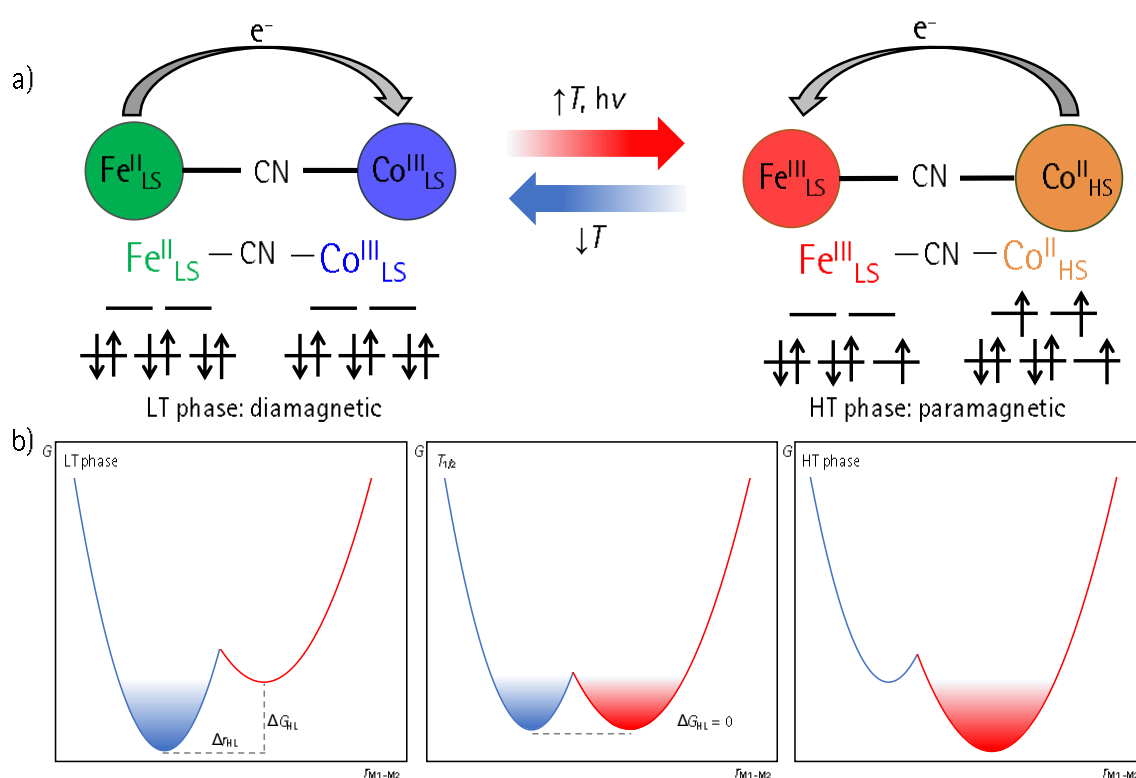 a)
e⁻
e⁻
↑T, hν
Fe^II_LS — CN — Co^III_LS
Fe^III_LS — CN — Co^II_HS
↓T
Fe^II_LS — CN — Co^III_LS
Fe^III_LS — CN — Co^II_HS
LT phase: diamagnetic
HT phase: paramagnetic
b)
G
LT phase
ΔG_HL
Δr_HL
r_M1-M2
G
T_1/2
ΔG_HL = 0
r_M1-M2
G
HT phase
r_M1-M2